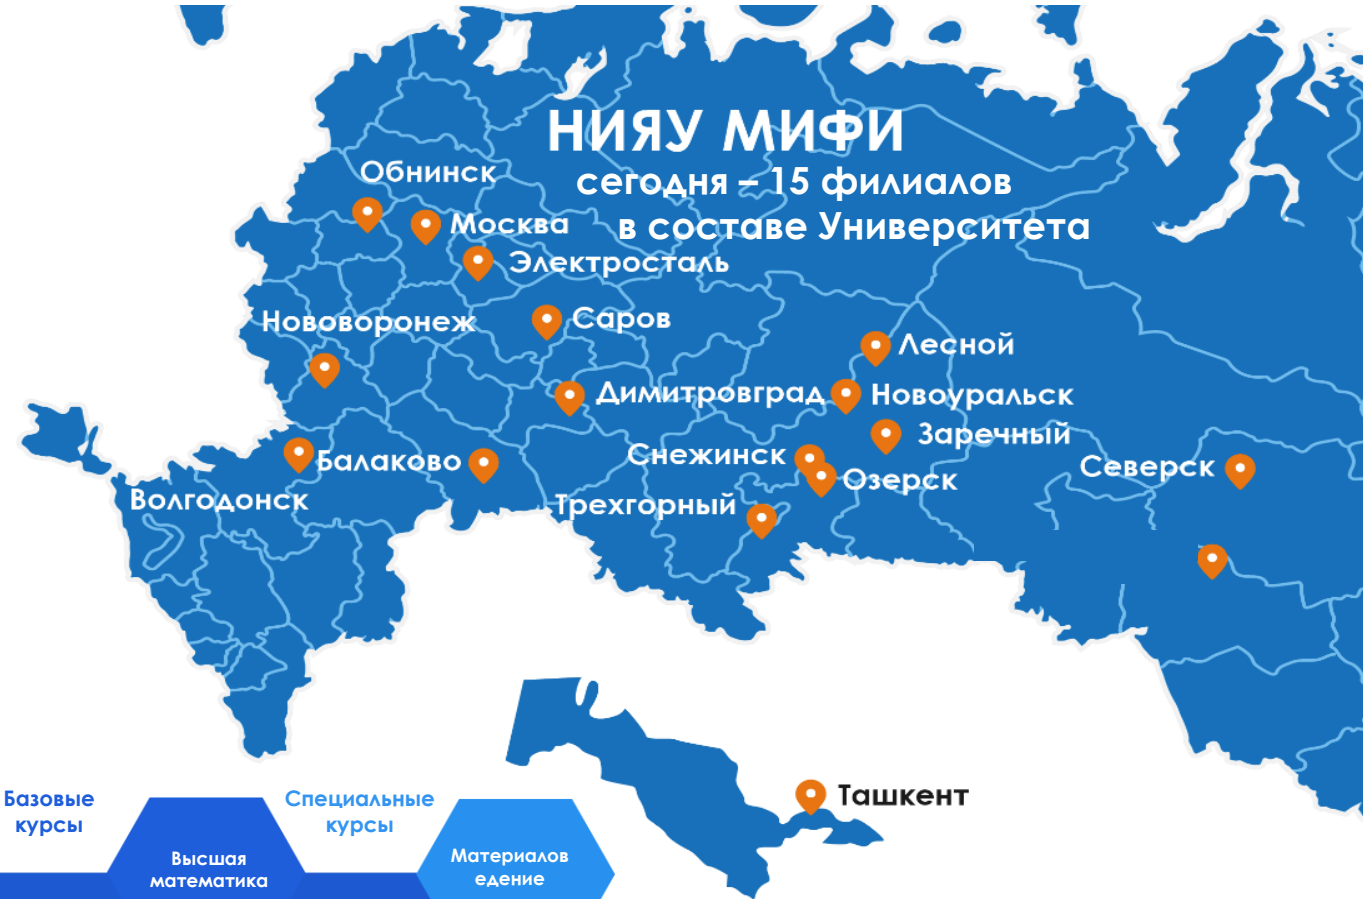 НИЯУ МИФИ
сегодня – 15 филиалов
в составе Университета
Обнинск
Москва
Электросталь
Нововоронеж
Саров
Лесной
Димитровград
Новоуральск
Заречный
Снежинск
Балаково
Северск
Озерск
Волгодонск
Трехгорный
Ташкент
Базовые
курсы
Высшая
математика
Специальные
курсы
Материалов
едение